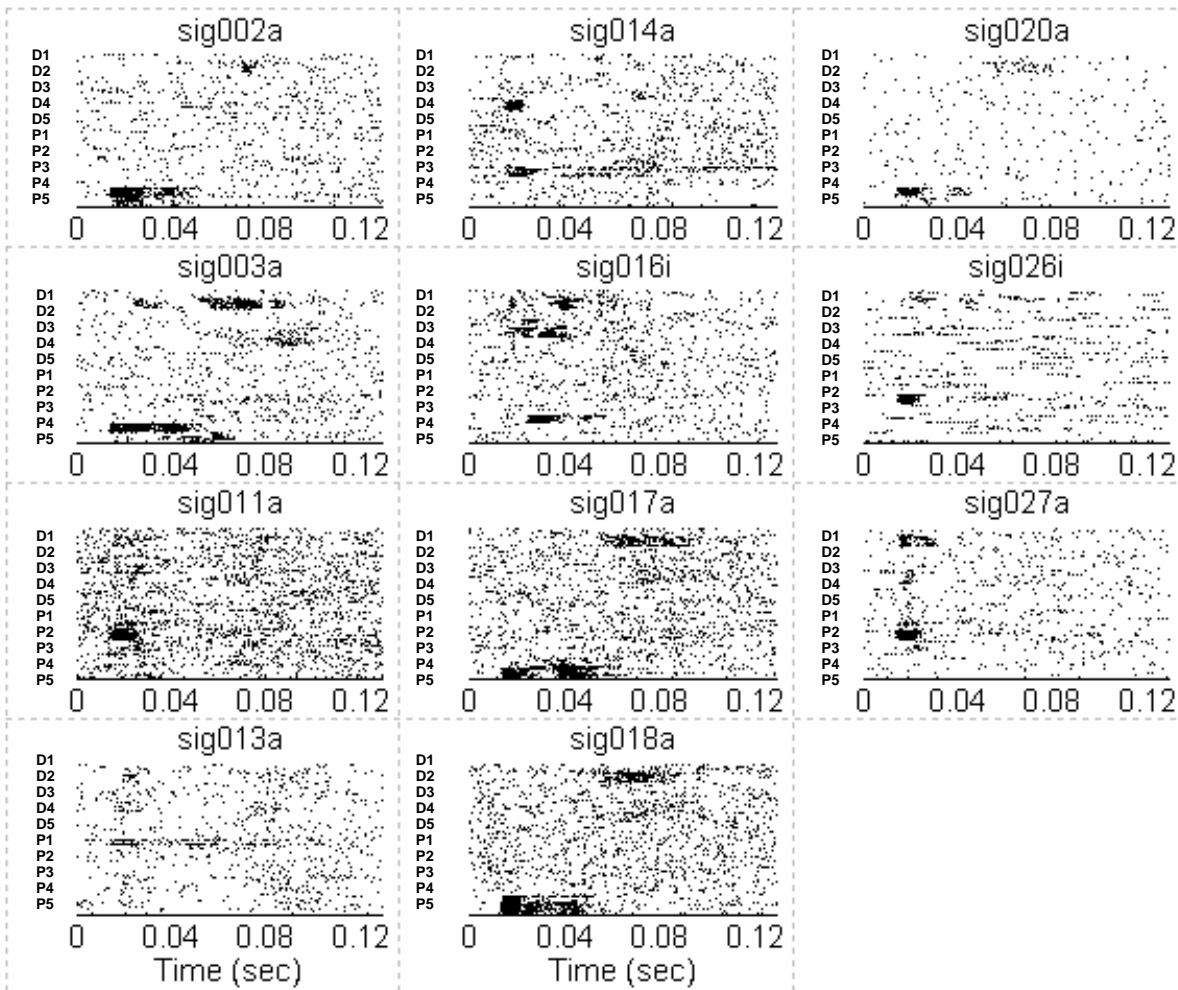 sig002a
D1
D2
D3
D4
D5
P1
P2
P3
P4
P5
0 0.04 0.08 0.12
sig014a
D1
D2
D3
D4
D5
P1
P2
P3
P4
P5
0 0.04 0.08 0.12
sig020a
D1
D2
D3
D4
D5
P1
P2
P3
P4
P5
0 0.04 0.08 0.12
sig003a
D1
D2
D3
D4
D5
P1
P2
P3
P4
P5
0 0.04 0.08 0.12
sig016i
D1
D2
D3
D4
D5
P1
P2
P3
P4
P5
0 0.04 0.08 0.12
sig026i
D1
D2
D3
D4
D5
P1
P2
P3
P4
P5
0 0.04 0.08 0.12
sig011a
D1
D2
D3
D4
D5
P1
P2
P3
P4
P5
0 0.04 0.08 0.12
sig017a
D1
D2
D3
D4
D5
P1
P2
P3
P4
P5
0 0.04 0.08 0.12
sig027a
D1
D2
D3
D4
D5
P1
P2
P3
P4
P5
0 0.04 0.08 0.12
sig013a
D1
D2
D3
D4
D5
P1
P2
P3
P4
P5
0 0.04 0.08 0.12
Time (sec)
sig018a
D1
D2
D3
D4
D5
P1
P2
P3
P4
P5
0 0.04 0.08 0.12
Time (sec)